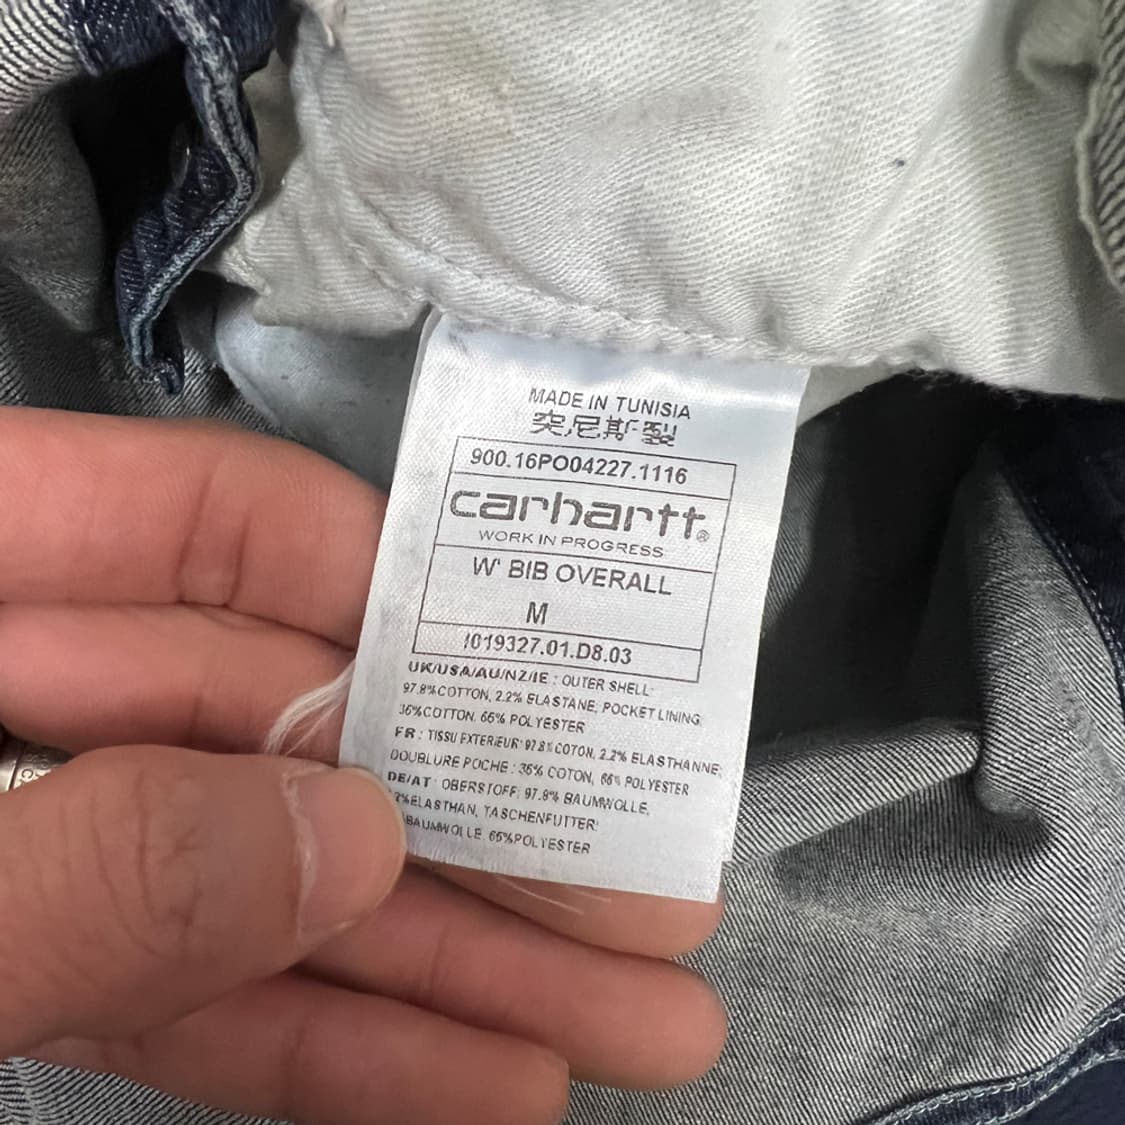 MADE IN TUNISIA
突尼斯製
900.16PO04227.1116
carhartt®
WORK IN PROGRESS
W' BIB OVERALL
M
I019327.01.D8.03
UK/USA/AU/NZ/IE : OUTER SHELL:
97.8%COTTON, 2.2% ELASTANE, POCKET LINING:
35%COTTON. 65% POLYESTER
FR : TISSU EXTERIEUR: 97.8% COTON, 2.2% ELASTHANNE,
DOUBLURE POCHE : 35% COTON, 65% POLYESTER
DE/AT : OBERSTOFF: 97.8% BAUMWOLLE,
2%ELASTHAN, TASCHENFUTTER:
BAUMWOLLE. 65%POLYESTER